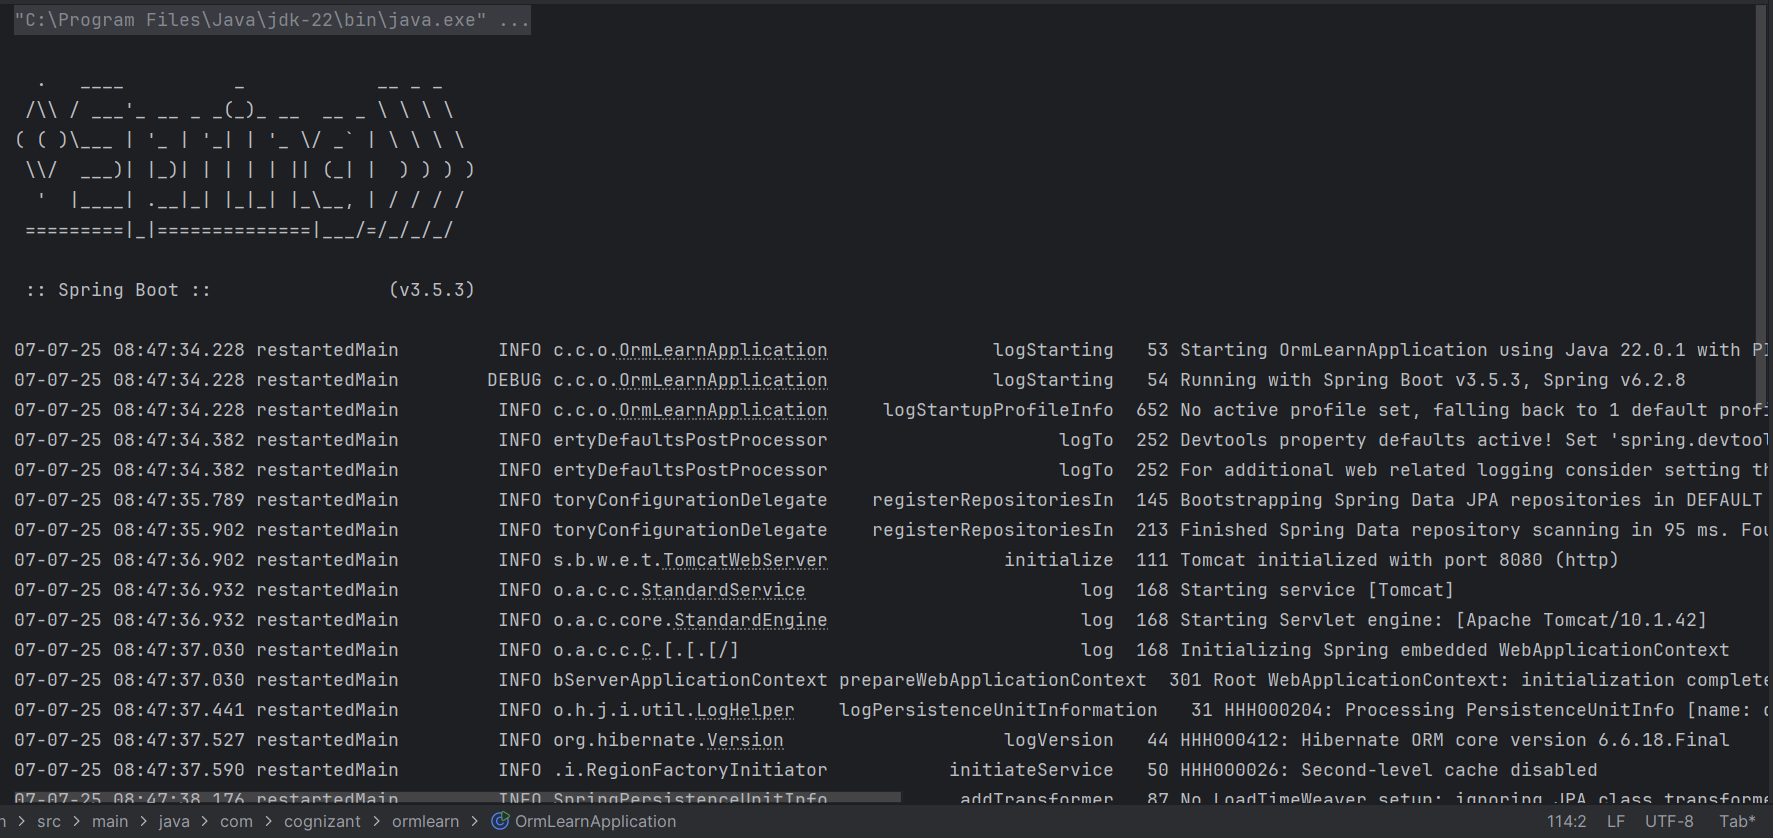 "C:\Program Files\Java\jdk-22\bin\java.exe" ...
  .   ____          _            __ _ _
 /\\ / ___'_ __ _ _(_)_ __  __ _ \ \ \ \
( ( )\___ | '_ | '_| | '_ \/ _` | \ \ \ \
 \\/  ___)| |_)| | | | | || (_| |  ) ) ) )
  '  |____| .__|_| |_|_| |_\__, | / / / /
 =========|_|==============|___/=/_/_/_/
 :: Spring Boot ::                (v3.5.3)
07-07-25 08:47:34.228 restartedMain         INFO c.c.o.OrmLearnApplication               logStarting   53 Starting OrmLearnApplication using Java 22.0.1 with
07-07-25 08:47:34.228 restartedMain        DEBUG c.c.o.OrmLearnApplication               logStarting   54 Running with Spring Boot v3.5.3, Spring v6.2.8
07-07-25 08:47:34.228 restartedMain         INFO c.c.o.OrmLearnApplication     logStartupProfileInfo  652 No active profile set, falling back to 1 default prof
07-07-25 08:47:34.382 restartedMain         INFO ertyDefaultsPostProcessor                     logTo  252 Devtools property defaults active! Set 'spring.devtool
07-07-25 08:47:34.382 restartedMain         INFO ertyDefaultsPostProcessor                     logTo  252 For additional web related logging consider setting th
07-07-25 08:47:35.789 restartedMain         INFO toryConfigurationDelegate    registerRepositoriesIn  145 Bootstrapping Spring Data JPA repositories in DEFAULT
07-07-25 08:47:35.902 restartedMain         INFO toryConfigurationDelegate    registerRepositoriesIn  213 Finished Spring Data repository scanning in 95 ms. Fou
07-07-25 08:47:36.902 restartedMain         INFO s.b.w.e.t.TomcatWebServer                initialize  111 Tomcat initialized with port 8080 (http)
07-07-25 08:47:36.932 restartedMain         INFO o.a.c.c.StandardService                         log  168 Starting service [Tomcat]
07-07-25 08:47:36.932 restartedMain         INFO o.a.c.core.StandardEngine                       log  168 Starting Servlet engine: [Apache Tomcat/10.1.42]
07-07-25 08:47:37.030 restartedMain         INFO o.a.c.c.C.[.[.[/]                               log  168 Initializing Spring embedded WebApplicationContext
07-07-25 08:47:37.030 restartedMain         INFO bServerApplicationContext prepareWebApplicationContext  301 Root WebApplicationContext: initialization complete
07-07-25 08:47:37.441 restartedMain         INFO o.h.j.i.util.LogHelper    logPersistenceUnitInformation   31 HHH000204: Processing PersistenceUnitInfo [name:
07-07-25 08:47:37.527 restartedMain         INFO org.hibernate.Version                    logVersion   44 HHH000412: Hibernate ORM core version 6.6.18.Final
07-07-25 08:47:37.590 restartedMain         INFO .i.RegionFactoryInitiator           initiateService   50 HHH000026: Second-level cache disabled
07-07-25 08:47:38.176 restartedMain         INFO SpringPersistenceUnitInfo            addTransformer   87 No LoadTimeWeaver setup: ignoring JPA class transforme
> src > main > java > com > cognizant > ormlearn > OrmLearnApplication 114:2 LF UTF-8 Tab*